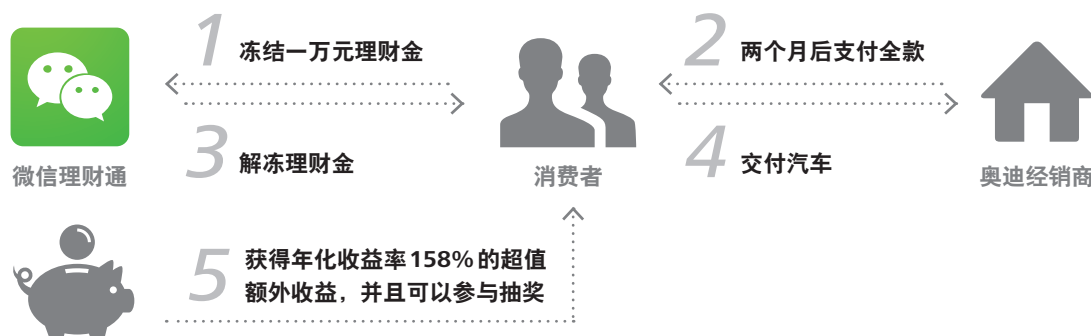 1 冻结一万元理财金
2 两个月后支付全款
3 解冻理财金
4 交付汽车
微信理财通
消费者
奥迪经销商
5 获得年化收益率158%的超值
额外收益，并且可以参与抽奖